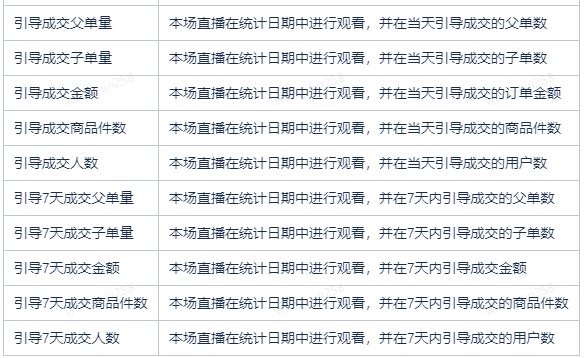 引导成交父单量 本场直播在统计日期中进行观看，并在当天引导成交的父单数
引导成交子单量 本场直播在统计日期中进行观看，并在当天引导成交的子单数
引导成交金额 本场直播在统计日期中进行观看，并在当天引导成交的订单金额
引导成交商品件数 本场直播在统计日期中进行观看，并在当天引导成交的商品件数
引导成交人数 本场直播在统计日期中进行观看，并在当天引导成交的用户数
引导7天成交父单量 本场直播在统计日期中进行观看，并在7天内引导成交的父单数
引导7天成交子单量 本场直播在统计日期中进行观看，并在7天内引导成交的子单数
引导7天成交金额 本场直播在统计日期中进行观看，并在7天内引导成交金额
引导7天成交商品件数 本场直播在统计日期中进行观看，并在7天内引导成交的商品件数
引导7天成交人数 本场直播在统计日期中进行观看，并在7天内引导成交的用户数